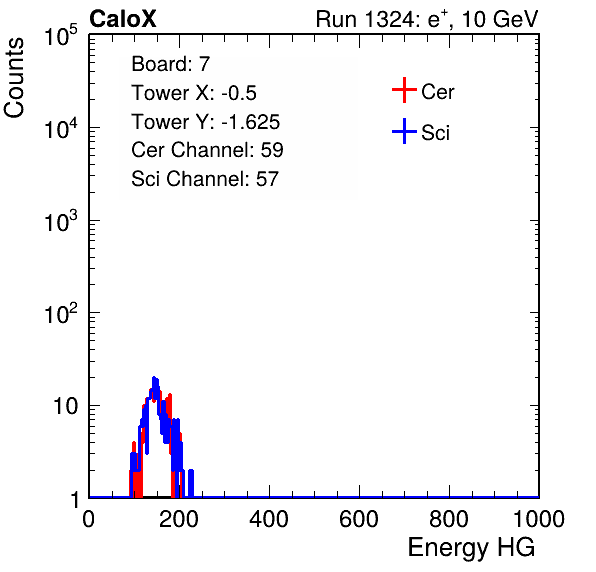 CaloX Run 1324: e⁺, 10 GeV
Counts
10⁵
10⁴
10³
10²
10
1
Board: 7
Tower X: -0.5
Tower Y: -1.625
Cer Channel: 59
Sci Channel: 57
Cer
Sci
0 200 400 600 800 1000
Energy HG